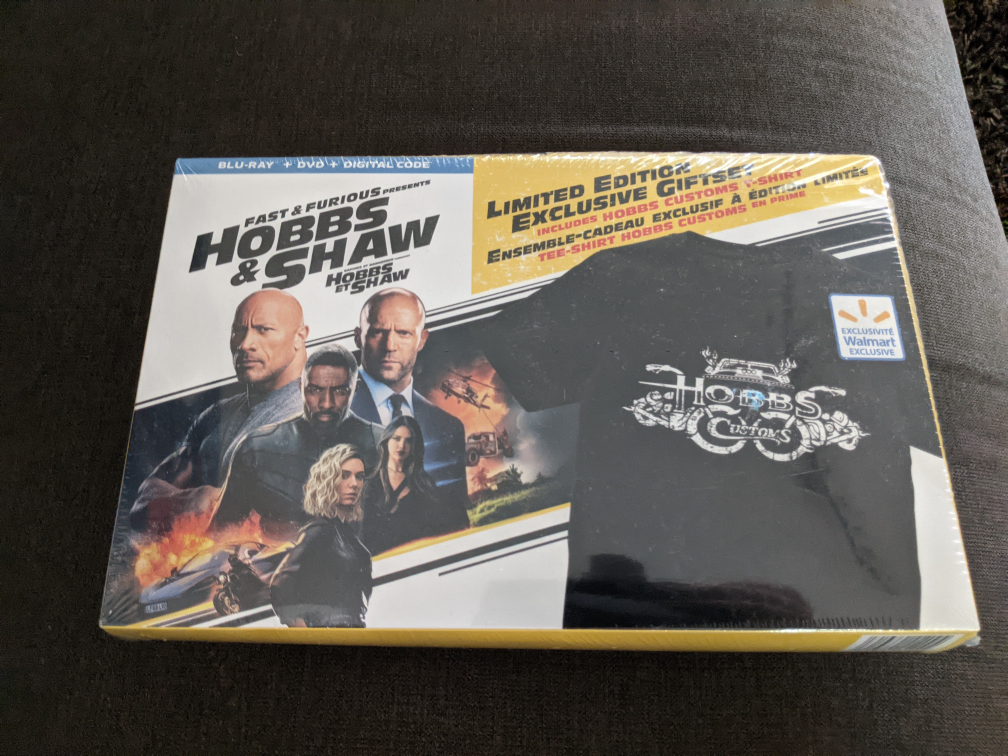 BLU-RAY + DVD + DIGITAL CODE
FAST & FURIOUS PRESENTS
HOBBS
& SHAW
HOBBS
ET SHAW
LIMITED EDITION
EXCLUSIVE GIFTSET
INCLUDES HOBBS CUSTOMS T-SHIRT
ENSEMBLE-CADEAU EXCLUSIF À ÉDITION LIMITÉE
TEE-SHIRT HOBBS CUSTOMS EN PRIME
EXCLUSIVITÉ
Walmart
EXCLUSIVE
HOBBS
CUSTOMS